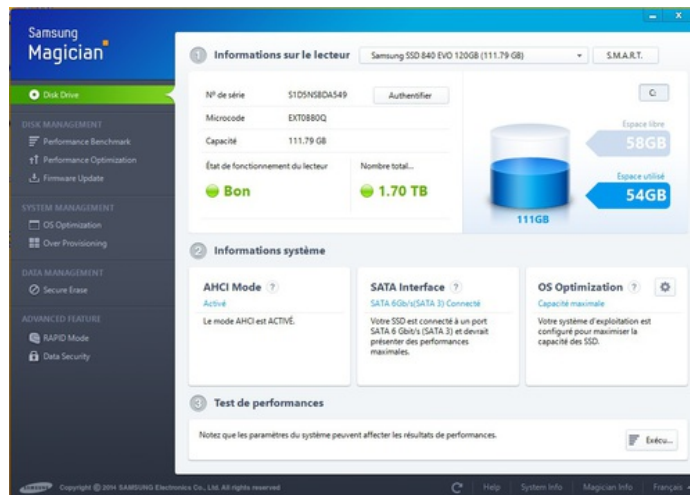 Samsung
Magician
Disk Drive
DISK MANAGEMENT
Performance Benchmark
Performance Optimization
Firmware Update
SYSTEM MANAGEMENT
OS Optimization
Over Provisioning
DATA MANAGEMENT
Secure Erase
ADVANCED FEATURE
RAPID Mode
Data Security
1 Informations sur le lecteur
Samsung SSD 840 EVO 120GB (111.79 GB)
S.M.A.R.T.
Nº de série S1D5NSBDA549 Authentifier
Microcode EXT0BB0Q
Capacité 111.79 GB
État de fonctionnement du lecteur Nombre total...
Bon 1.70 TB
C:
Espace libre
58GB
Espace utilisé
54GB
111GB
2 Informations système
AHCI Mode ?
Activé
Le mode AHCI est ACTIVÉ.
SATA Interface ?
SATA 6Gb/s(SATA 3) Connecté
Votre SSD est connecté à un port
SATA 6 Gbit/s (SATA 3) et devrait
présenter des performances
maximales.
OS Optimization ?
Capacité maximale
Votre système d'exploitation est
configuré pour maximiser la
capacité des SSD.
3 Test de performances
Notez que les paramètres du système peuvent affecter les résultats de performances.
Exécu...
SAMSUNG Copyright © 2014 SAMSUNG Electronics Co., Ltd. All rights reserved
Help System Info Magician Info Français